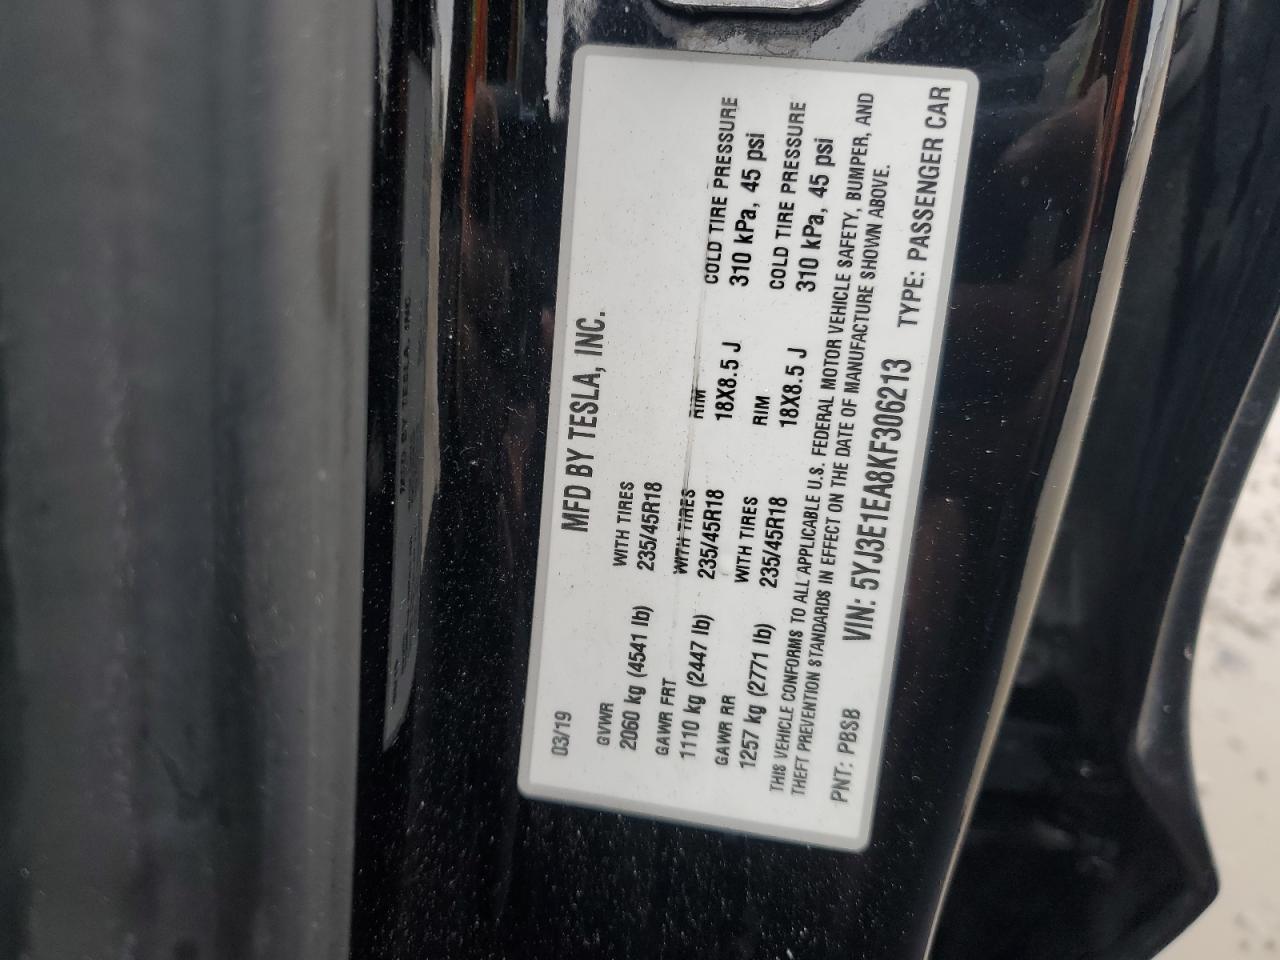 MFD BY TESLA, INC.
03/19
GVWR
2060 kg (4541 lb)
WITH TIRES
235/45R18
GAWR FRT
1110 kg (2447 lb)
WITH TIRES
235/45R18
RIM
18X8.5 J
COLD TIRE PRESSURE
310 kPa, 45 psi
GAWR RR
1257 kg (2771 lb)
WITH TIRES
235/45R18
RIM
18X8.5 J
COLD TIRE PRESSURE
310 kPa, 45 psi
THIS VEHICLE CONFORMS TO ALL APPLICABLE U.S. FEDERAL MOTOR VEHICLE SAFETY, BUMPER, AND
THEFT PREVENTION STANDARDS IN EFFECT ON THE DATE OF MANUFACTURE SHOWN ABOVE.
PNT: PBSB VIN: 5YJ3E1EA8KF306213 TYPE: PASSENGER CAR